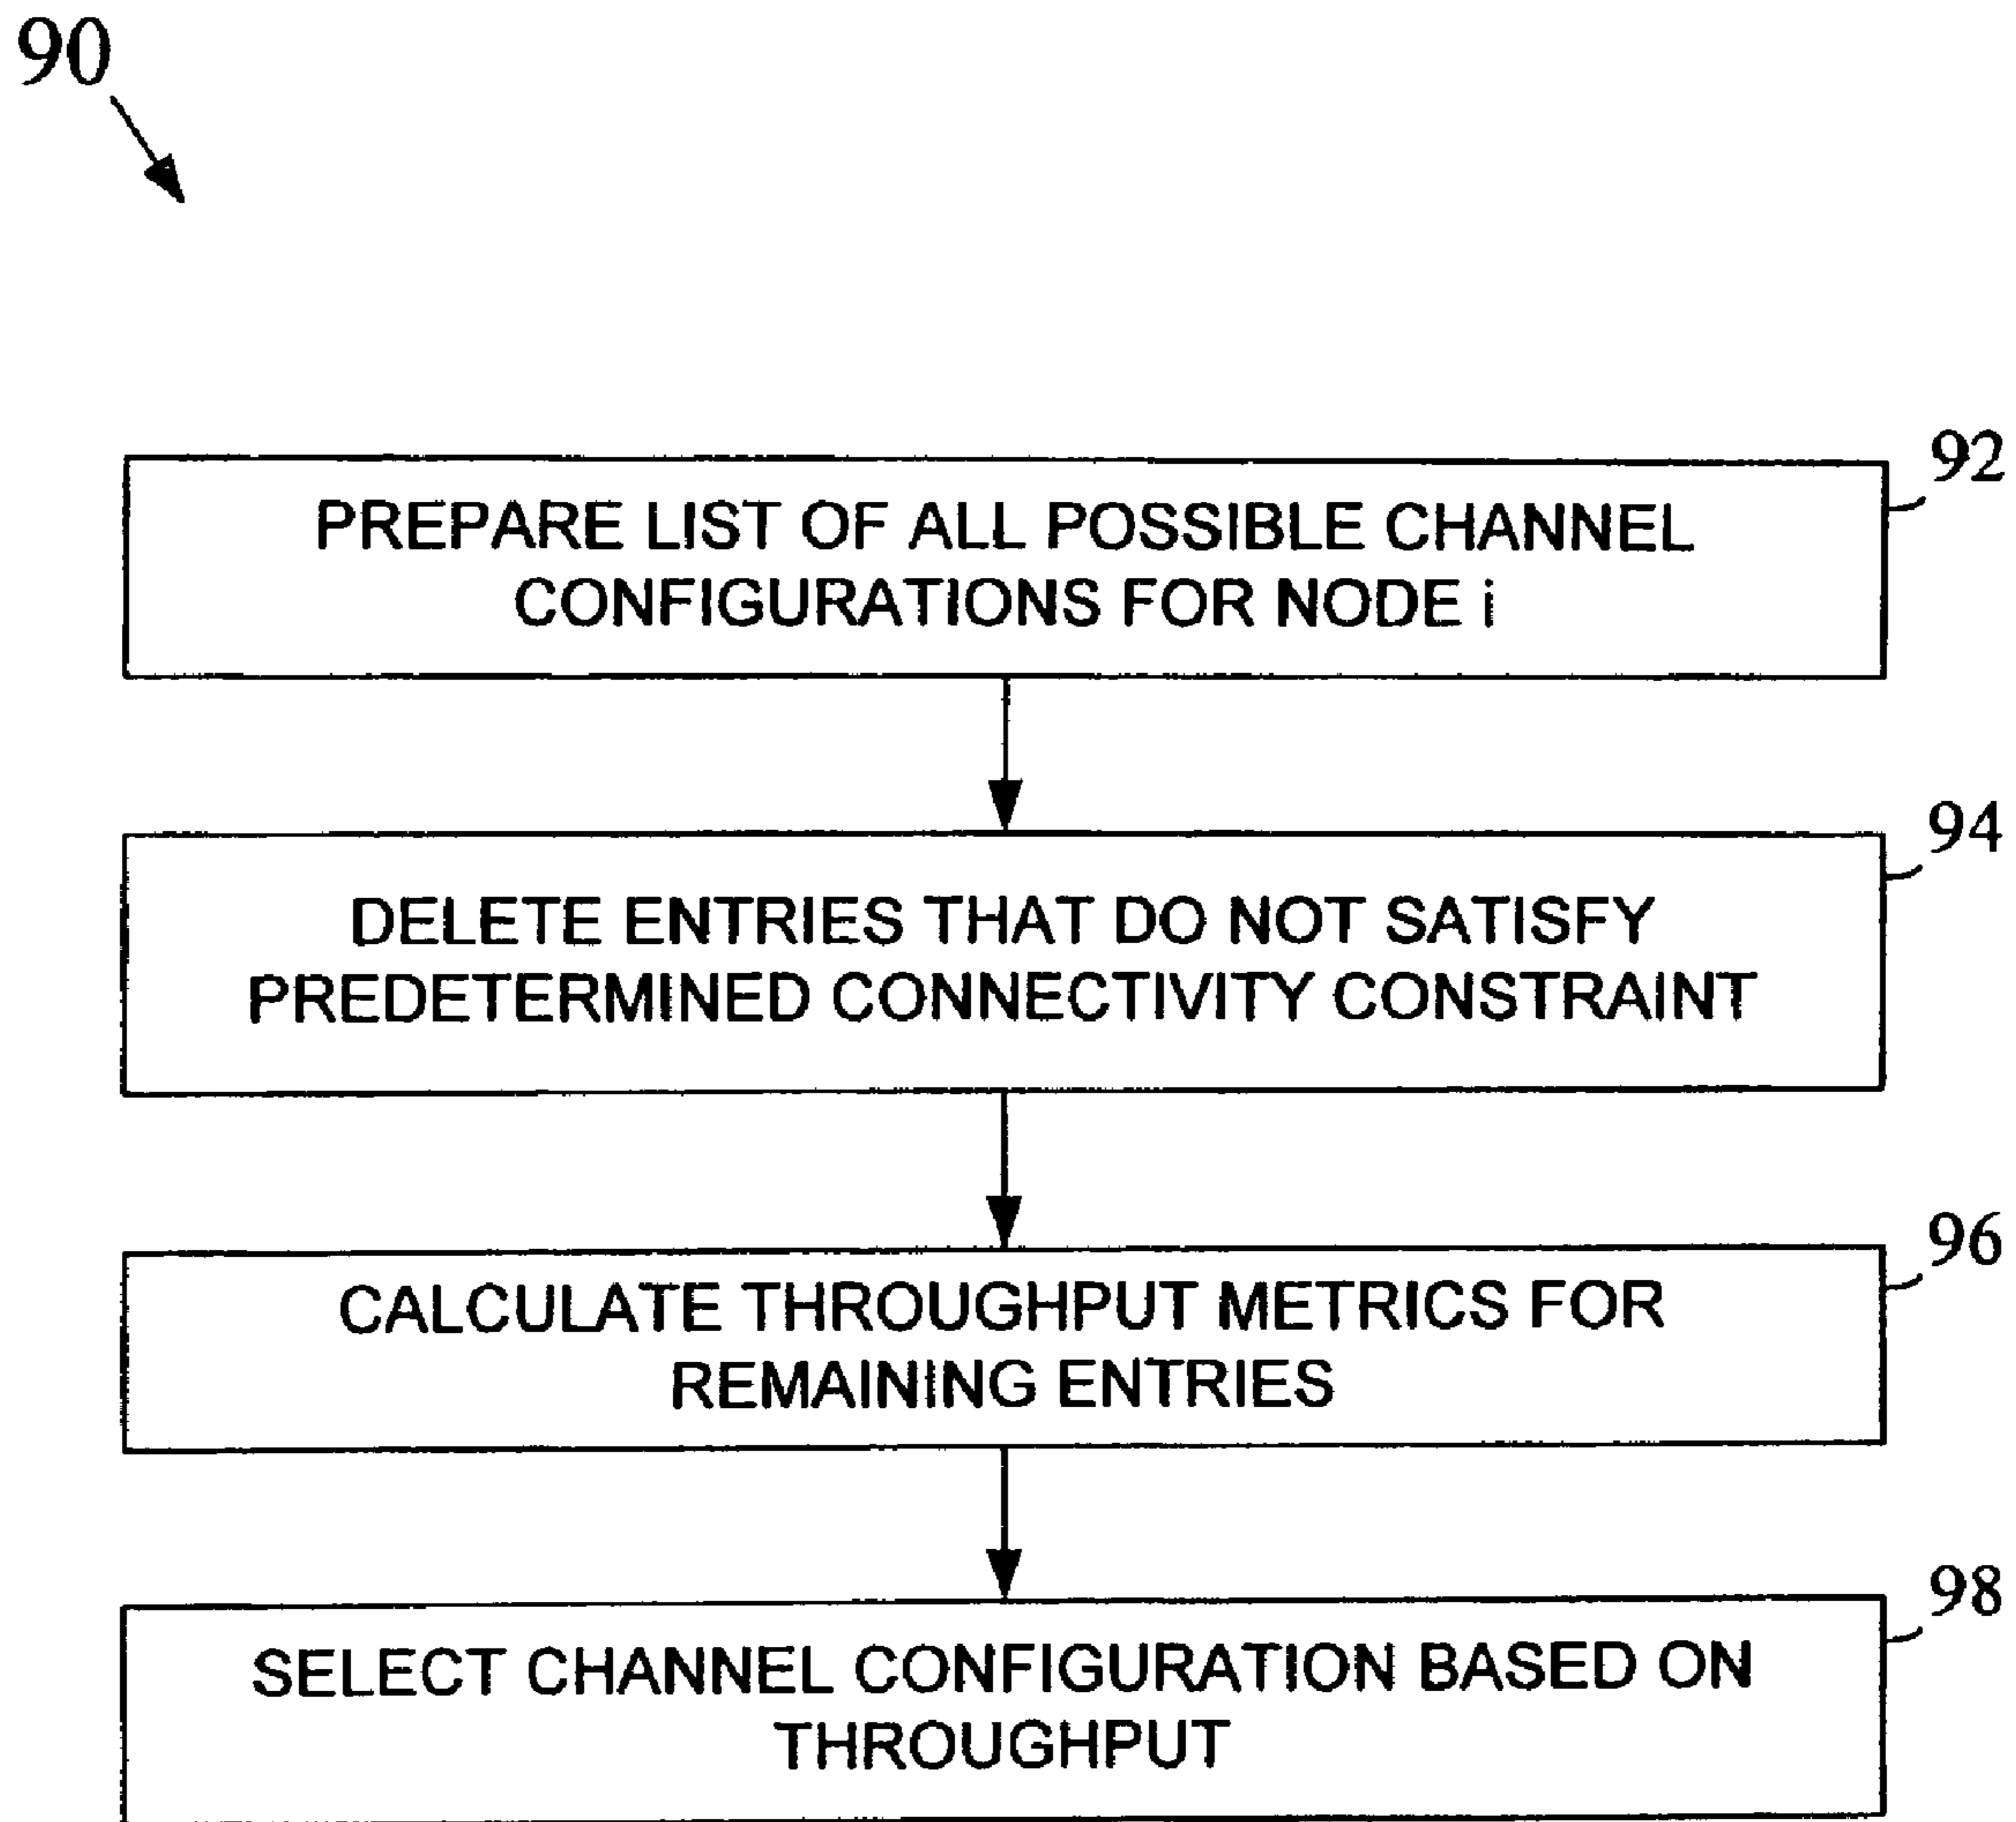 90
92
PREPARE LIST OF ALL POSSIBLE CHANNEL
CONFIGURATIONS FOR NODE i
94
DELETE ENTRIES THAT DO NOT SATISFY
PREDETERMINED CONNECTIVITY CONSTRAINT
96
CALCULATE THROUGHPUT METRICS FOR
REMAINING ENTRIES
98
SELECT CHANNEL CONFIGURATION BASED ON
THROUGHPUT